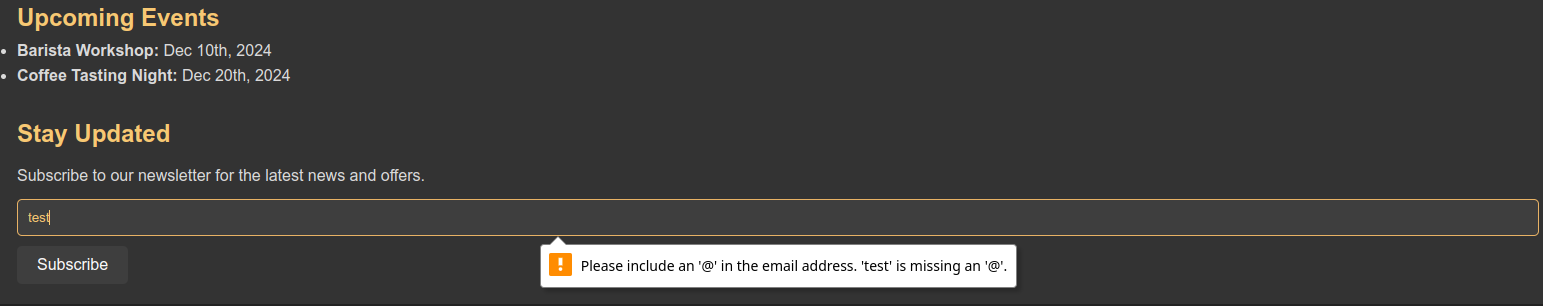 Upcoming Events
Barista Workshop: Dec 10th, 2024
Coffee Tasting Night: Dec 20th, 2024
Stay Updated
Subscribe to our newsletter for the latest news and offers.
test
Subscribe
Please include an '@' in the email address. 'test' is missing an '@'.